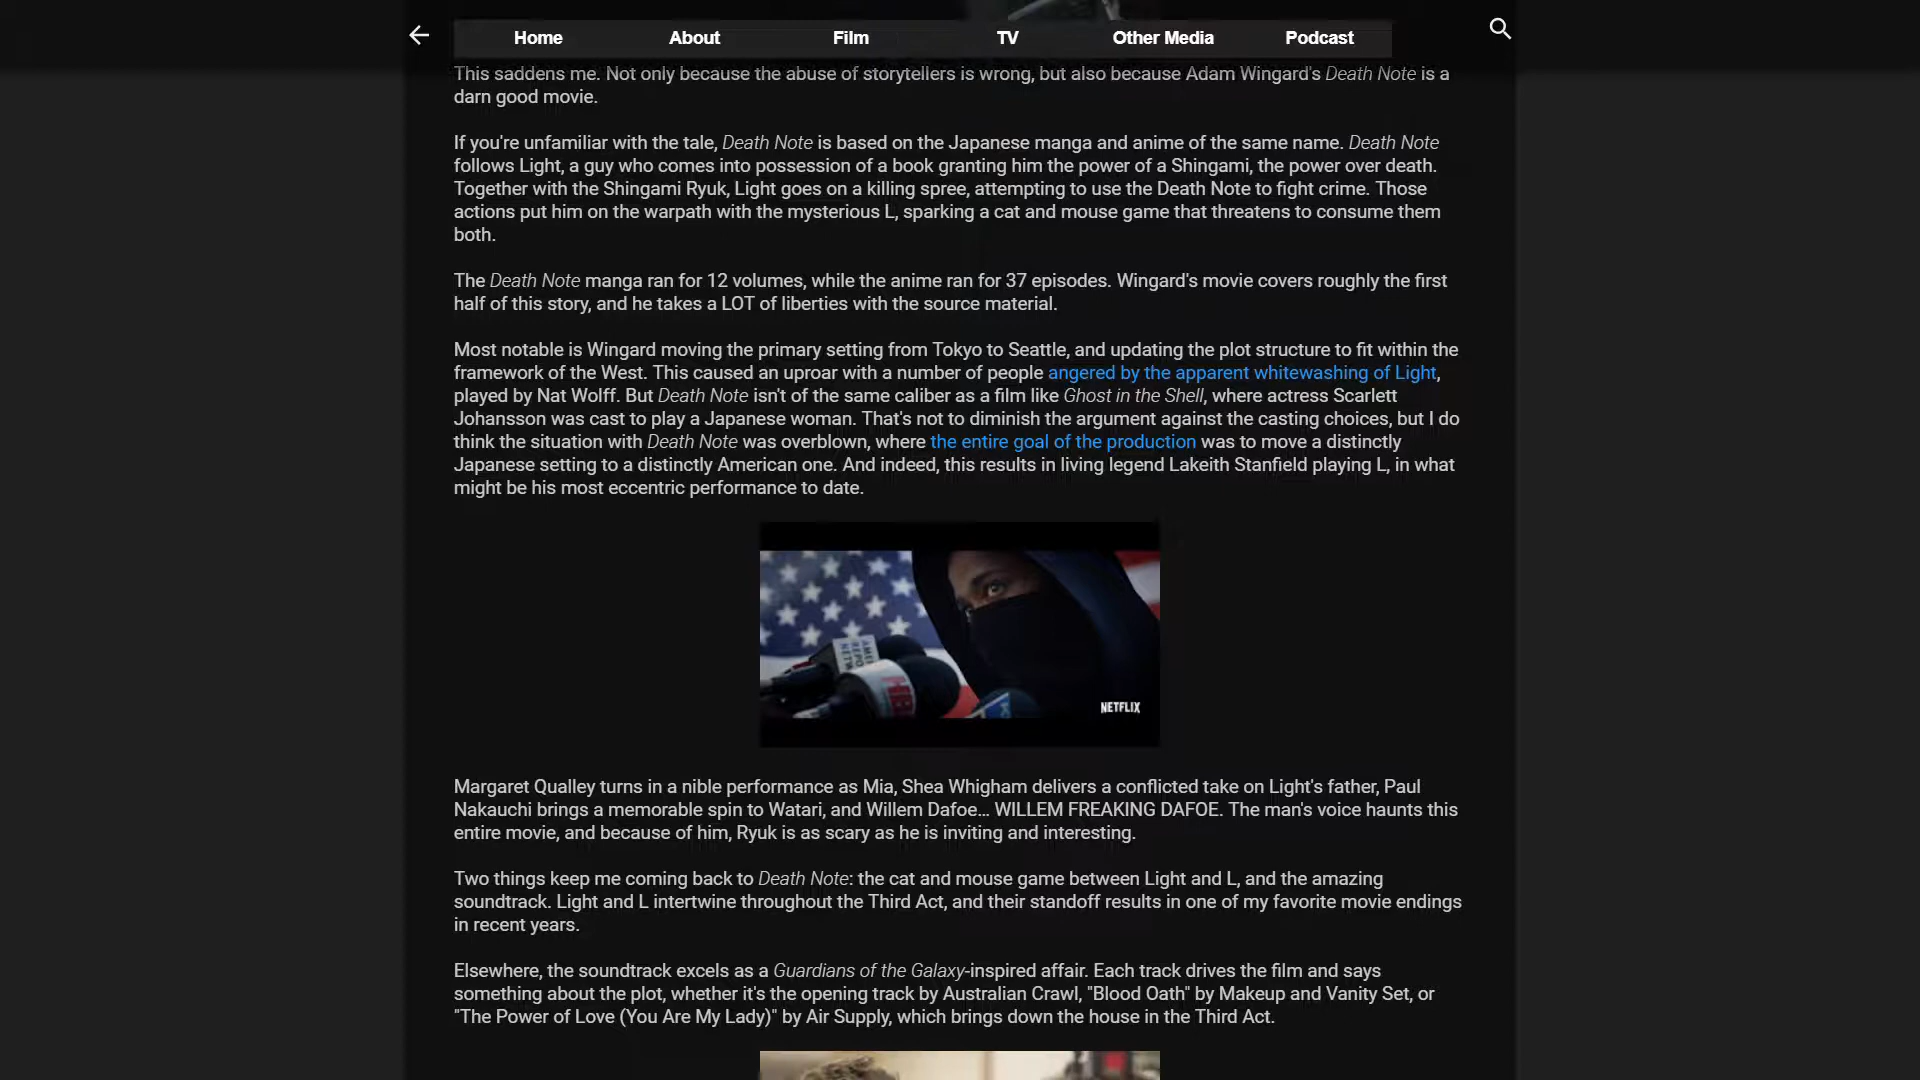 Home About Film TV Other Media Podcast
This saddens me. Not only because the abuse of storytellers is wrong, but also because Adam Wingard's Death Note is a
darn good movie.
If you're unfamiliar with the tale, Death Note is based on the Japanese manga and anime of the same name. Death Note
follows Light, a guy who comes into possession of a book granting him the power of a Shingami, the power over death.
Together with the Shingami Ryuk, Light goes on a killing spree, attempting to use the Death Note to fight crime. Those
actions put him on the warpath with the mysterious L, sparking a cat and mouse game that threatens to consume them
both.
The Death Note manga ran for 12 volumes, while the anime ran for 37 episodes. Wingard's movie covers roughly the first
half of this story, and he takes a LOT of liberties with the source material.
Most notable is Wingard moving the primary setting from Tokyo to Seattle, and updating the plot structure to fit within the
framework of the West. This caused an uproar with a number of people angered by the apparent whitewashing of Light,
played by Nat Wolff. But Death Note isn't of the same caliber as a film like Ghost in the Shell, where actress Scarlett
Johansson was cast to play a Japanese woman. That's not to diminish the argument against the casting choices, but I do
think the situation with Death Note was overblown, where the entire goal of the production was to move a distinctly
Japanese setting to a distinctly American one. And indeed, this results in living legend Lakeith Stanfield playing L, in what
might be his most eccentric performance to date.
NETFLIX
Margaret Qualley turns in a nible performance as Mia, Shea Whigham delivers a conflicted take on Light's father, Paul
Nakauchi brings a memorable spin to Watari, and Willem Dafoe... WILLEM FREAKING DAFOE. The man's voice haunts this
entire movie, and because of him, Ryuk is as scary as he is inviting and interesting.
Two things keep me coming back to Death Note: the cat and mouse game between Light and L, and the amazing
soundtrack. Light and L intertwine throughout the Third Act, and their standoff results in one of my favorite movie endings
in recent years.
Elsewhere, the soundtrack excels as a Guardians of the Galaxy-inspired affair. Each track drives the film and says
something about the plot, whether it's the opening track by Australian Crawl, "Blood Oath" by Makeup and Vanity Set, or
"The Power of Love (You Are My Lady)" by Air Supply, which brings down the house in the Third Act.